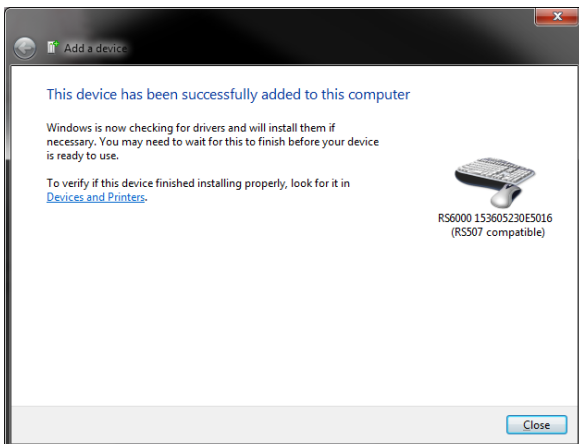 Add a device
This device has been successfully added to this computer
Windows is now checking for drivers and will install them if
necessary. You may need to wait for this to finish before your device
is ready to use.
To verify if this device finished installing properly, look for it in
Devices and Printers.
RS6000 153605230E5016
(RS507 compatible)
Close